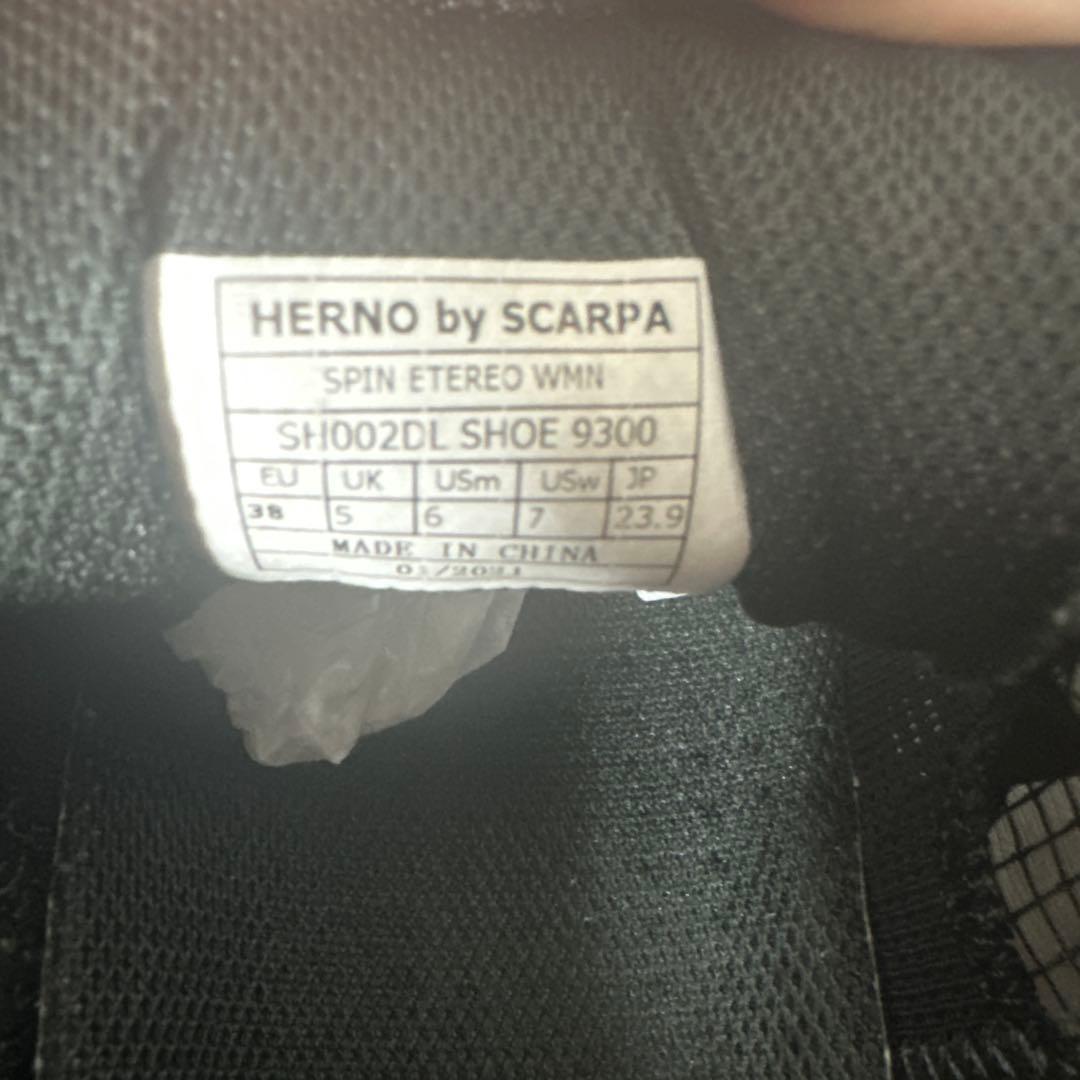 HERNO by SCARPA
SPIN ETEREO WMN
SH002DL SHOE 9300
EU UK USm USw JP
38 5 6 7 23.9
MADE IN CHINA